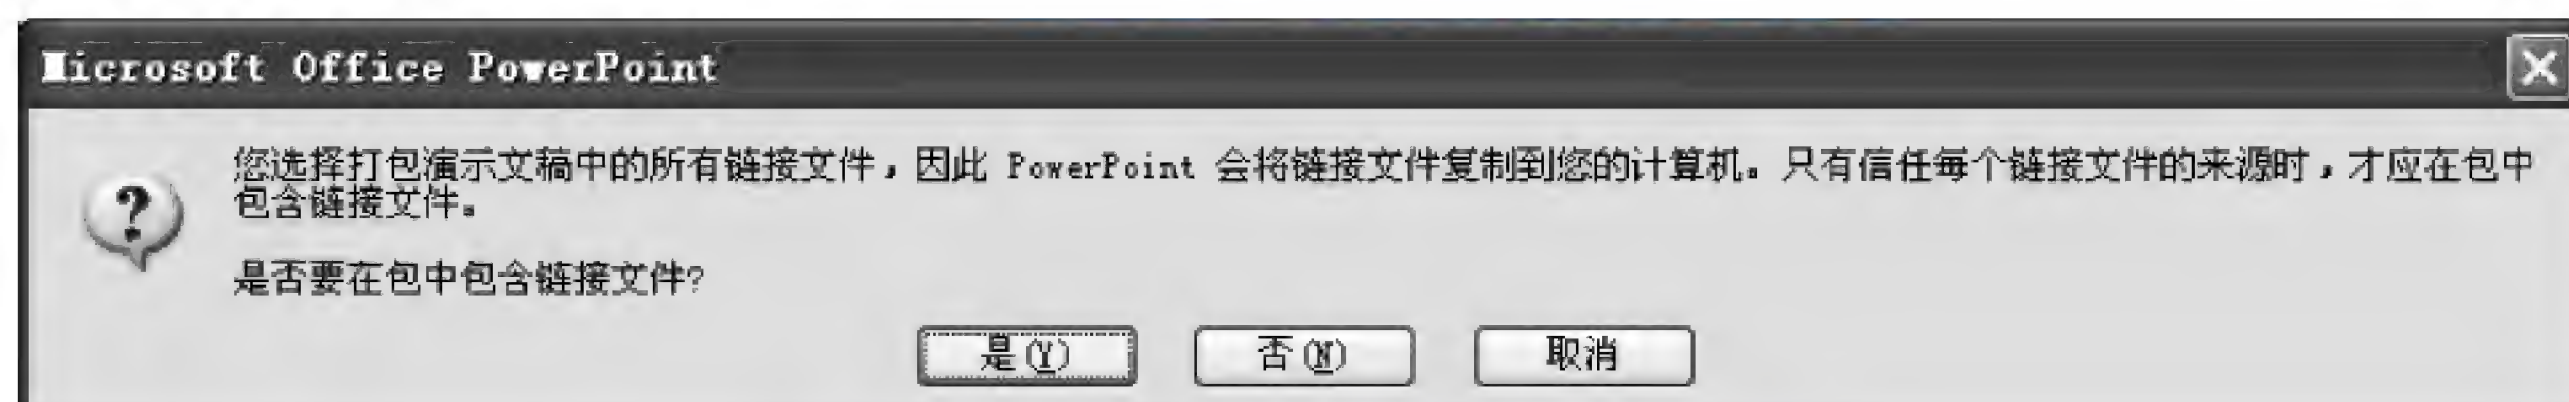 Microsoft Office PowerPoint
您选择打包演示文稿中的所有链接文件，因此 PowerPoint 会将链接文件复制到您的计算机。只有信任每个链接文件的来源时，才应在包中
包含链接文件。
是否要在包中包含链接文件?
是(Y) 否(N) 取消